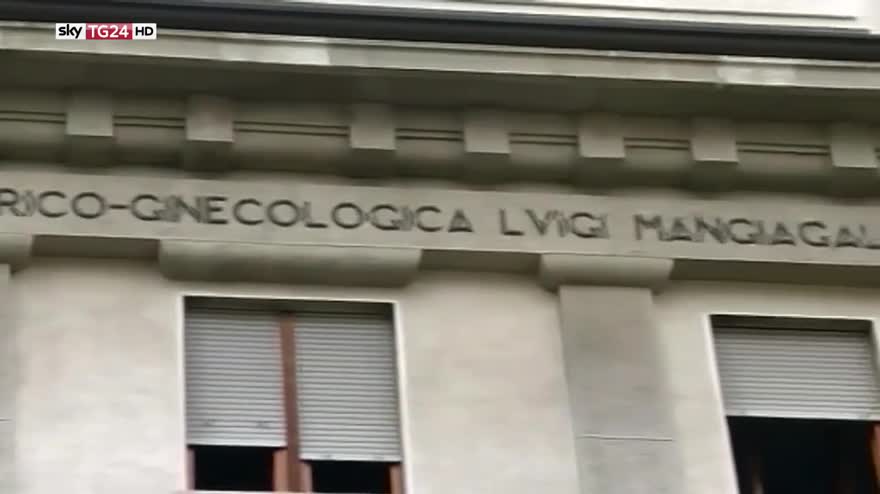 sky TG24 HD
RICO-GINECOLOGICA LVIGI MANGIAGAL